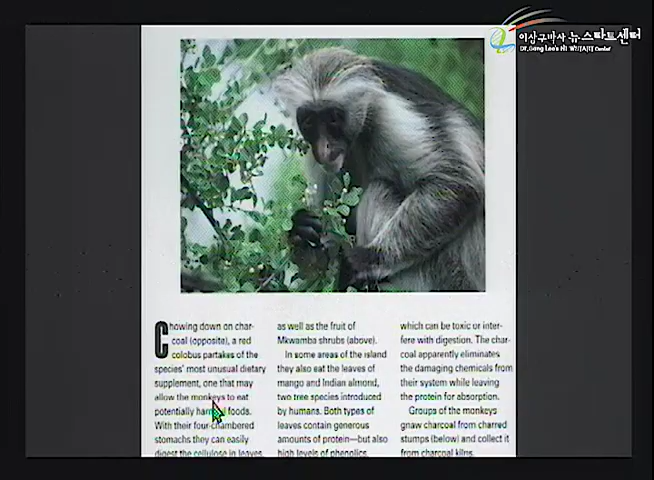 이상구박사 뉴스타트센터
Chowing down on char-
coal (opposite), a red
colobus partakes of the
species' most unusual dietary
supplement, one that may
allow the monkeys to eat
potentially harmful foods.
With their four-chambered
stomachs they can easily
digest the cellulose in leaves,
as well as the fruit of
Mkwamba shrubs (above).
In some areas of the island
they also eat the leaves of
mango and Indian almond,
two tree species introduced
by humans. Both types of
leaves contain generous
amounts of protein—but also
high levels of phenolics,
which can be toxic or inter-
fere with digestion. The char-
coal apparently eliminates
the damaging chemicals from
their system while leaving
the protein for absorption.
Groups of the monkeys
gnaw charcoal from charred
stumps (below) and collect it
from charcoal kilns.